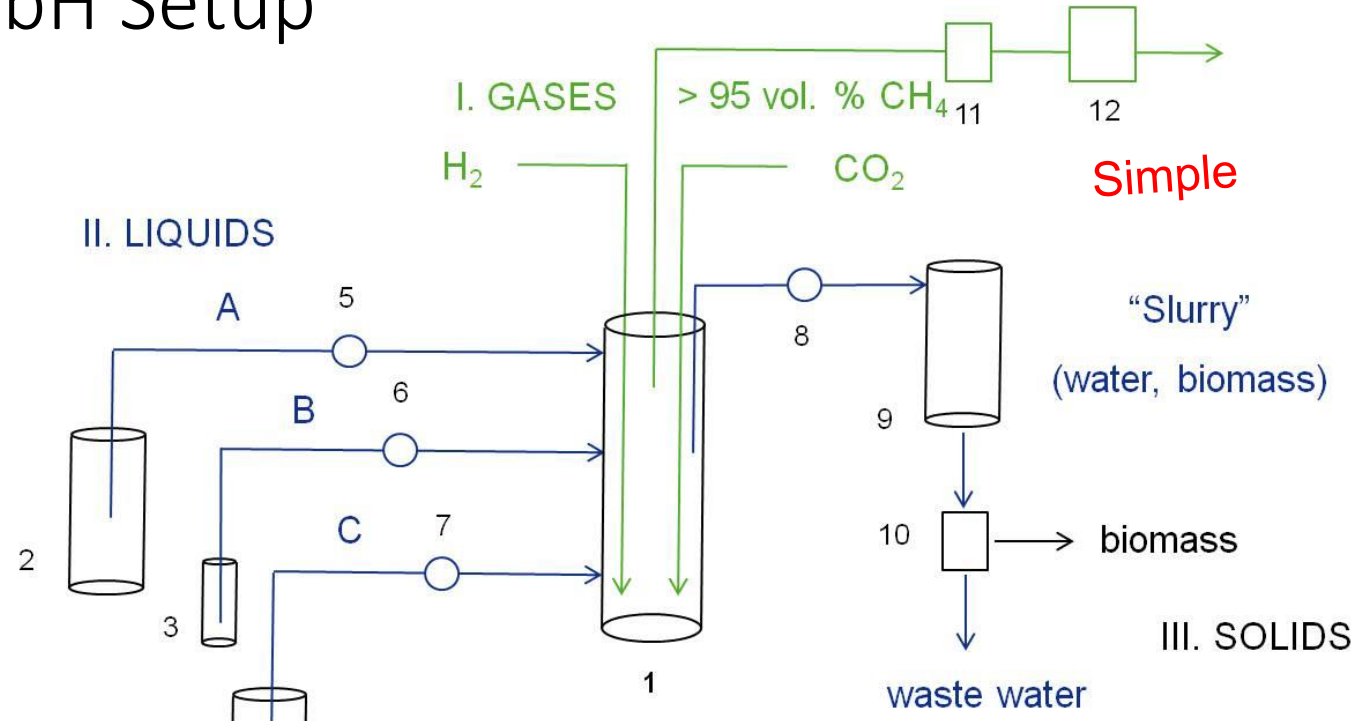 bH Setup
I. GASES
> 95 vol. % CH₄
11
12
H₂
CO₂
Simple
II. LIQUIDS
A
5
8
"Slurry"
(water, biomass)
B
6
9
C
7
10
biomass
2
3
1
III. SOLIDS
waste water